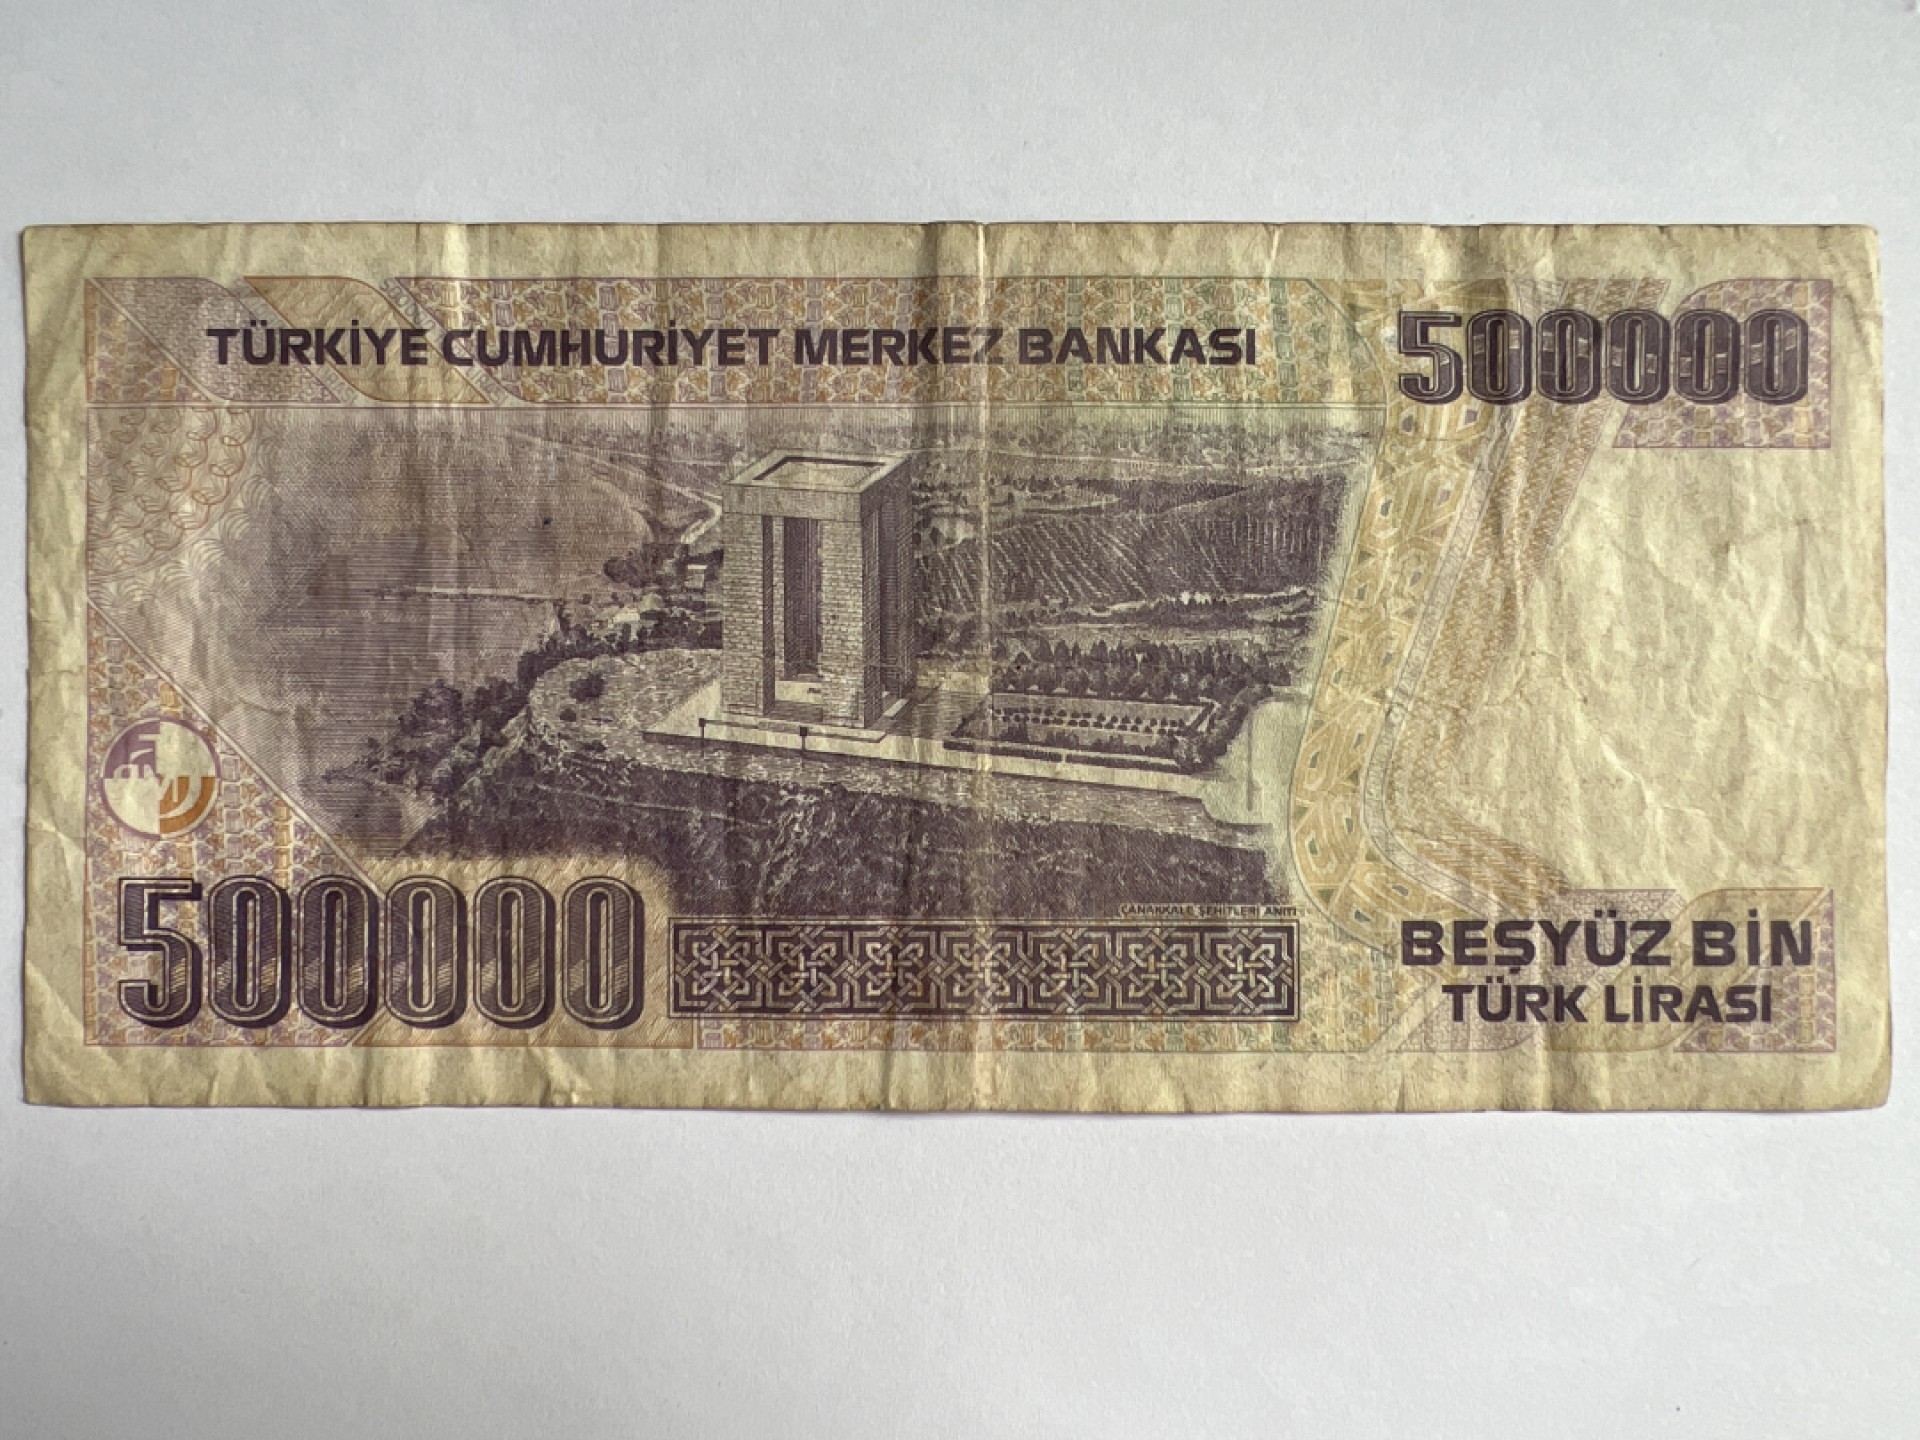 TÜRKİYE CUMHURİYET MERKEZ BANKASI
500000
ÇANAKKALE ŞEHİTLERİ ANITI
500000
BEŞYÜZ BİN
TÜRK LİRASI